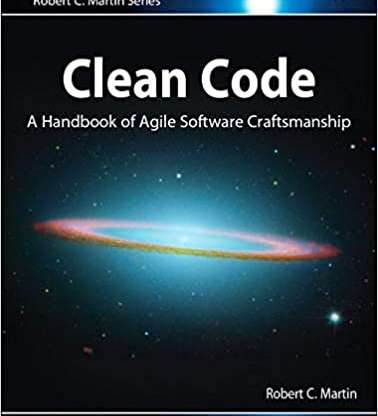 Robert C. Martin Series
Clean Code
A Handbook of Agile Software Craftsmanship
Robert C. Martin